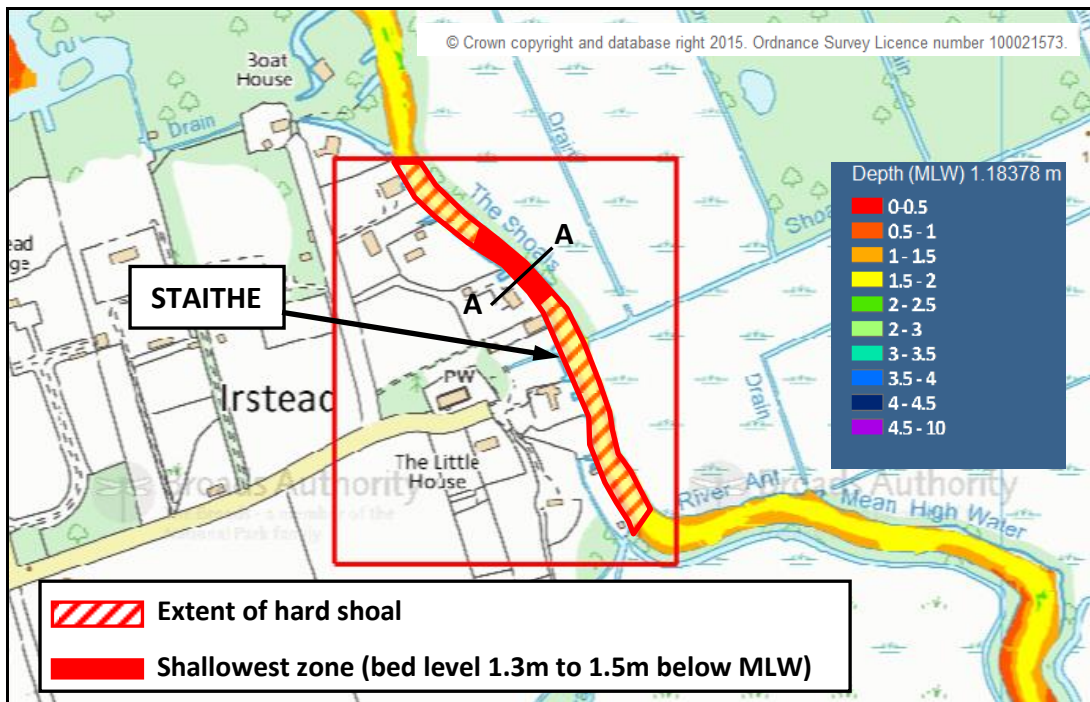 © Crown copyright and database right 2015. Ordnance Survey Licence number 100021573.
Boat
House
Drain
Drain
The Shoals
A
A
STAITHE
PW
Irstead
The Little
House
Drain
River Ant
Mean High
Water
Broads Authority
Broads Authority
Depth (MLW) 1.18378 m
0-0.5
0.5 - 1
1 - 1.5
1.5 - 2
2 - 2.5
2 - 3
3 - 3.5
3.5 - 4
4 - 4.5
4.5 - 10
Extent of hard shoal
Shallowest zone (bed level 1.3m to 1.5m below MLW)